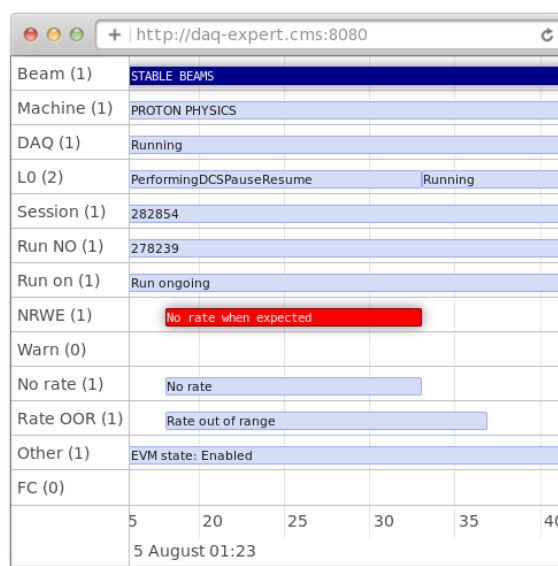 + http://daq-expert.cms:8080
Beam (1) STABLE BEAMS
Machine (1) PROTON PHYSICS
DAQ (1) Running
L0 (2) PerformingDCSPauseResume Running
Session (1) 282854
Run NO (1) 278239
Run on (1) Run ongoing
NRWE (1) No rate when expected
Warn (0)
No rate (1) No rate
Rate OOR (1) Rate out of range
Other (1) EVM state: Enabled
FC (0)
5 20 25 30 35 40
5 August 01:23